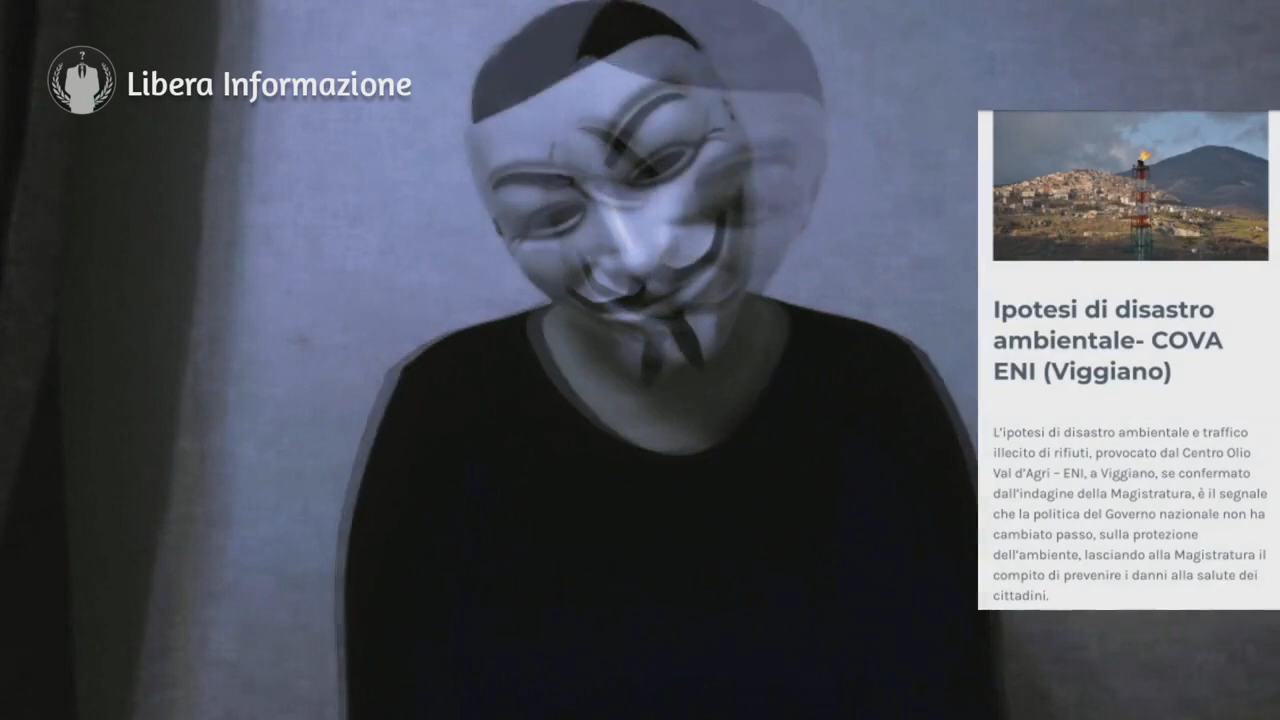 Libera Informazione
Ipotesi di disastro
ambientale- COVA
ENI (Viggiano)
L'ipotesi di disastro ambientale e traffico
illecito di rifiuti, provocato dal Centro Olio
Val d'Agri – ENI, a Viggiano, se confermato
dall'indagine della Magistratura, è il segnale
che la politica del Governo nazionale non ha
cambiato passo, sulla protezione
dell'ambiente, lasciando alla Magistratura il
compito di prevenire i danni alla salute dei
cittadini.